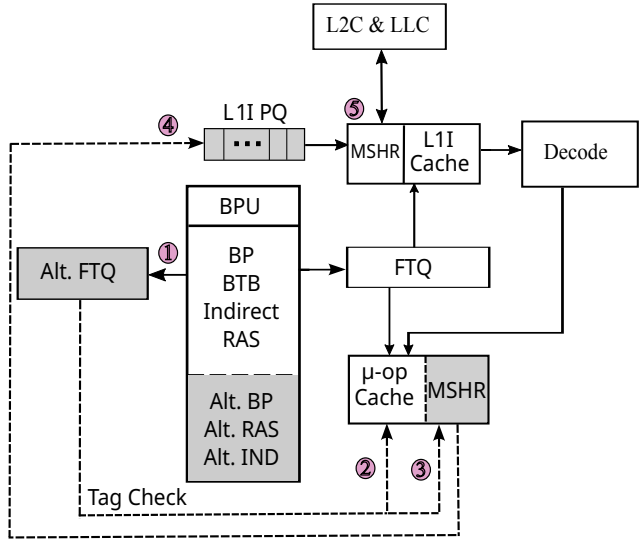 L2C & LLC
④
L1I PQ
...
⑤
MSHR
L1I
Cache
Decode
BPU
①
Alt. FTQ
BP
BTB
Indirect
RAS
FTQ
Alt. BP
Alt. RAS
Alt. IND
μ-op
Cache
MSHR
②
③
Tag Check